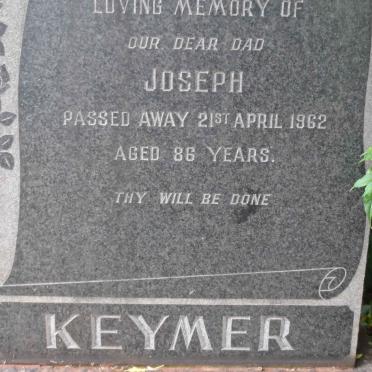 LOVING MEMORY OF
OUR DEAR DAD
JOSEPH
PASSED AWAY 21ST APRIL 1962
AGED 86 YEARS.
THY WILL BE DONE
KEYMER